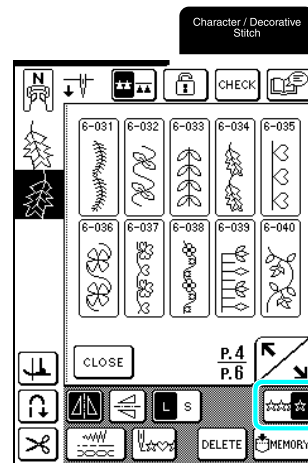 Character / Decorative
Stitch
N
CHECK
6-031 6-032 6-033 6-034 6-035
6-036 6-037 6-038 6-039 6-040
CLOSE
P.4
P.6
L S
DELETE
MEMORY